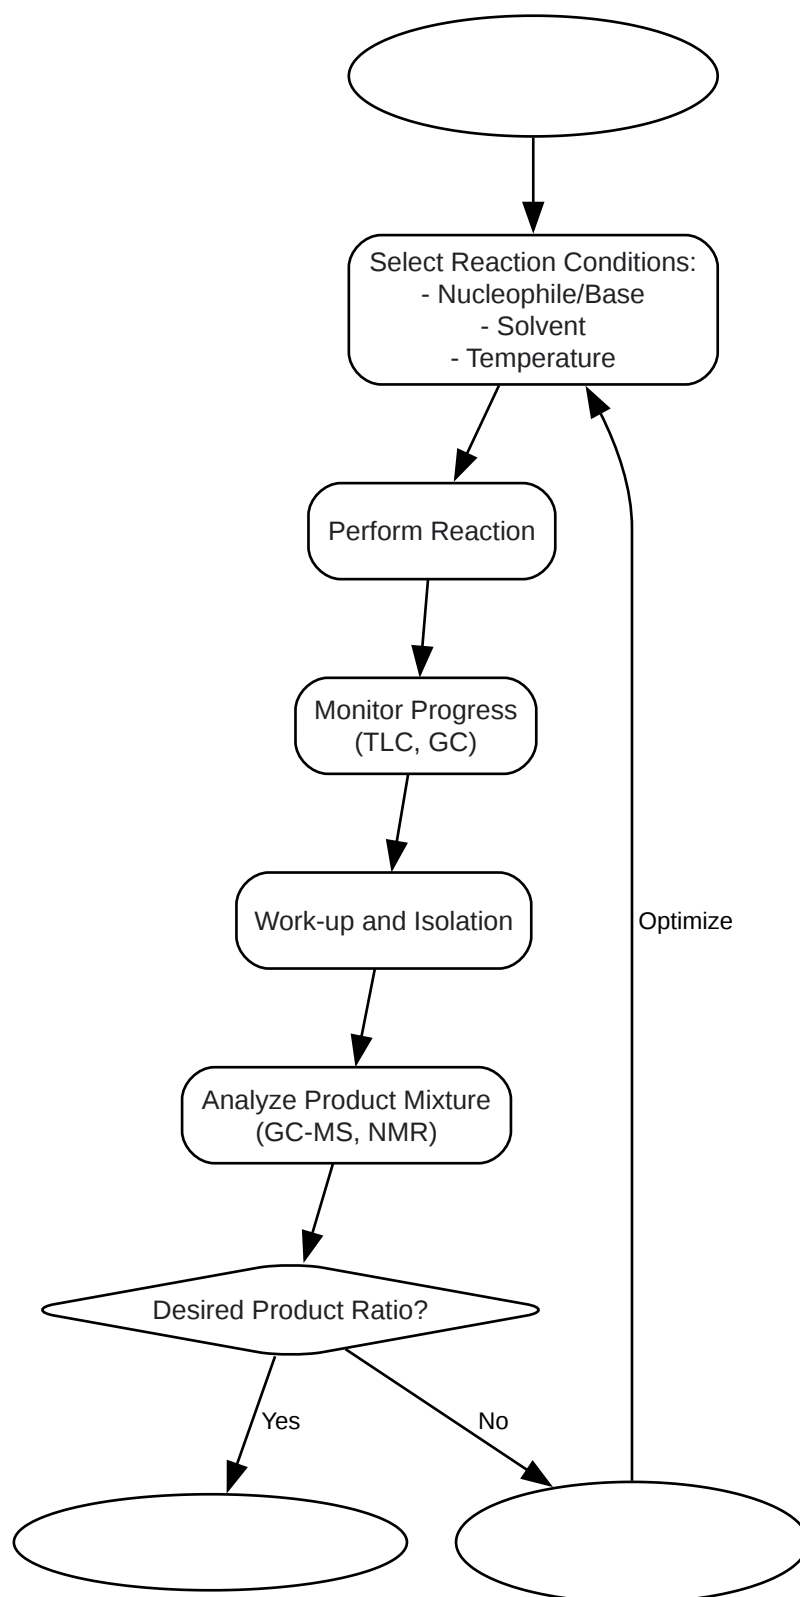 Select Reaction Conditions:
- Nucleophile/Base
- Solvent
- Temperature
Perform Reaction
Monitor Progress
(TLC, GC)
Work-up and Isolation
Optimize
Analyze Product Mixture
(GC-MS, NMR)
Desired Product Ratio?
Yes
No